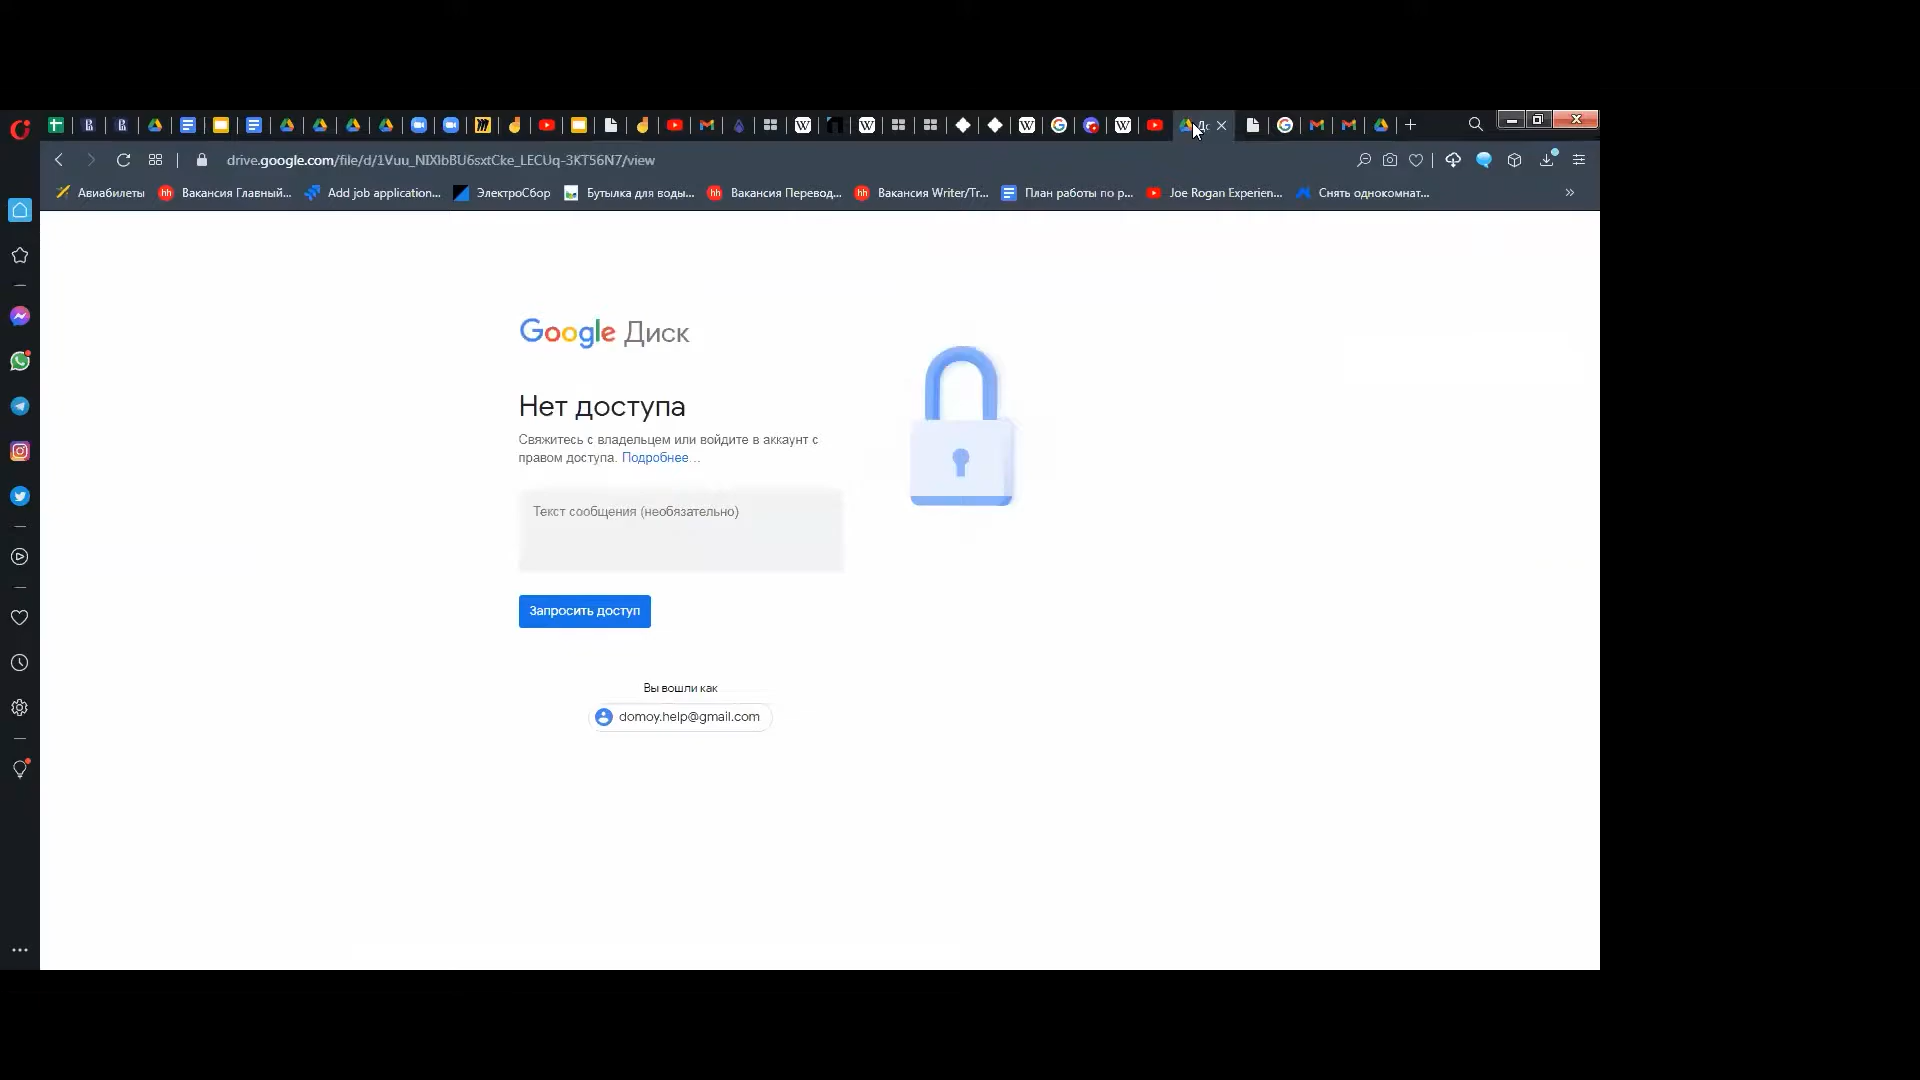 Дс
drive.google.com/file/d/1Vuu_NIXlbBU6sxtCke_LECUq-3KT56N7/view
Авиабилеты
Вакансия Главный...
Add job application...
ЭлектроСбор
Бутылка для воды...
Вакансия Перевод...
Вакансия Writer/Tr...
План работы по р...
Joe Rogan Experien...
Снять однокомнат...
Google Диск
Нет доступа
Свяжитесь с владельцем или войдите в аккаунт с
правом доступа. Подробнее…
Текст сообщения (необязательно)
Запросить доступ
Вы вошли как
domoy.help@gmail.com